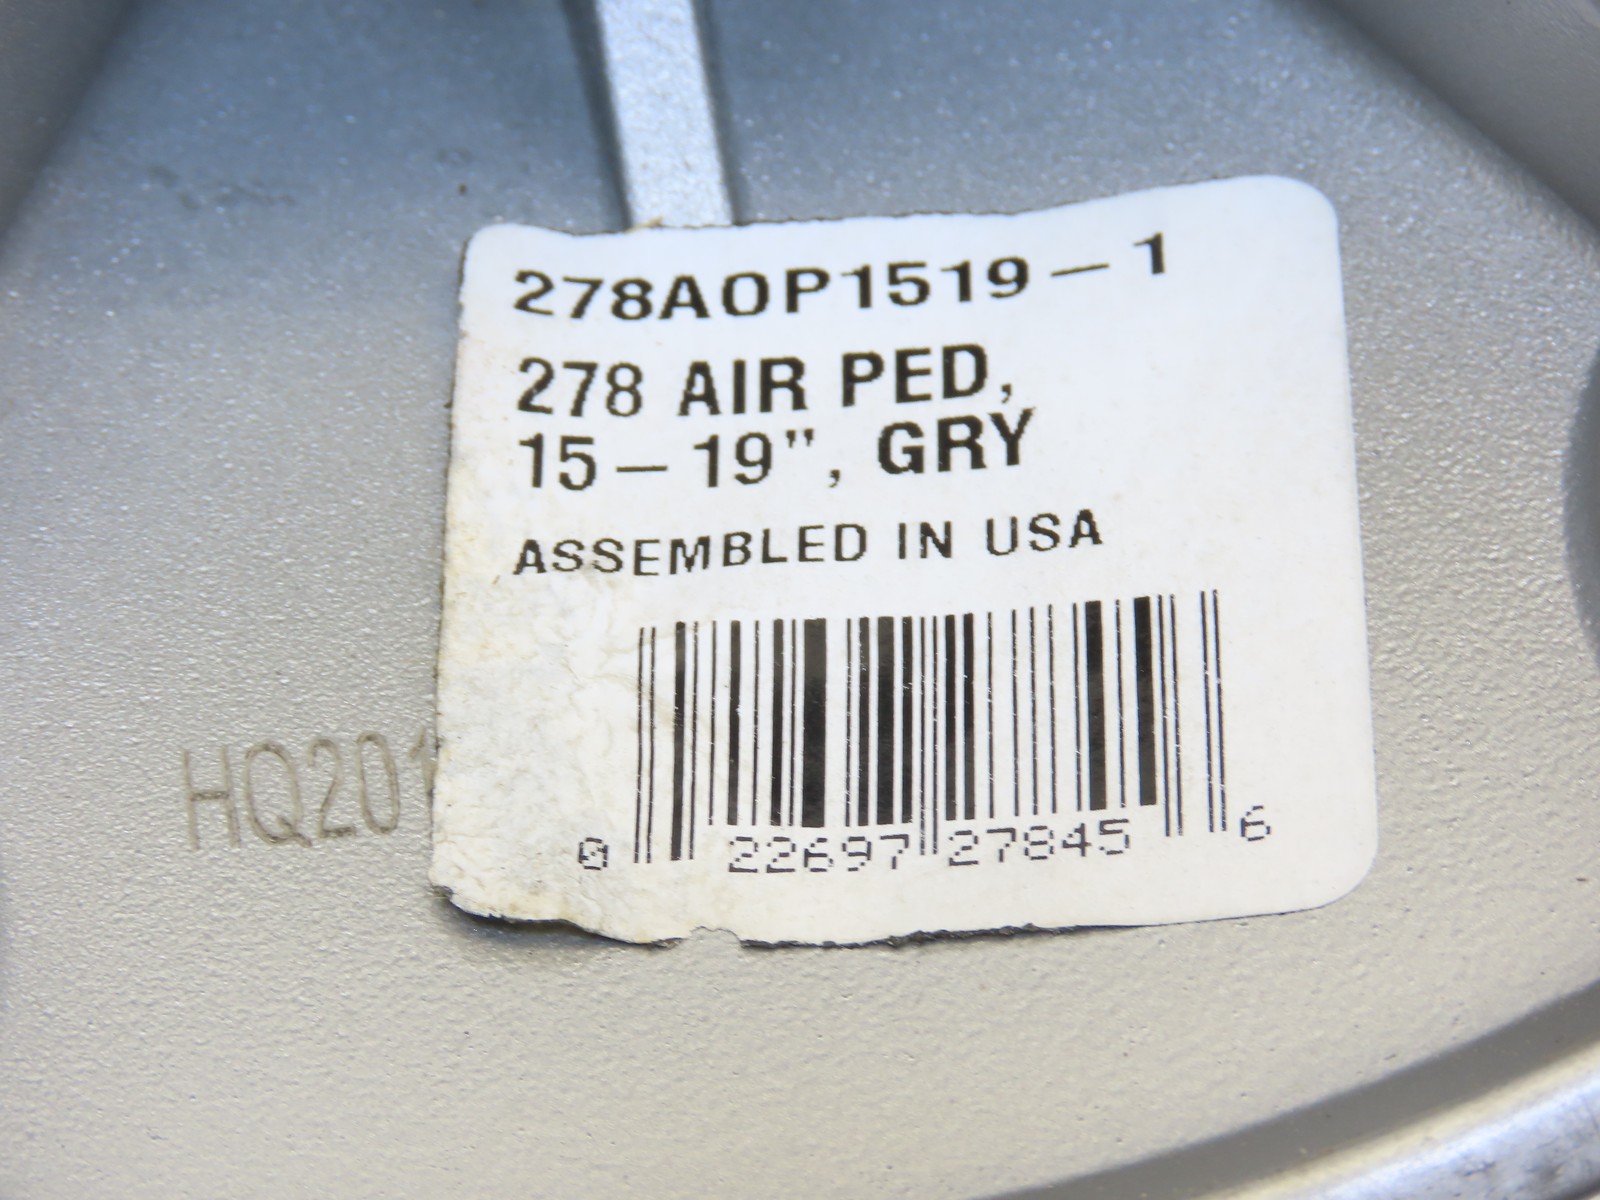 278AOP1519-1
278 AIR PED,
15-19", GRY
ASSEMBLED IN USA
HQ201
0 22697 27845 6